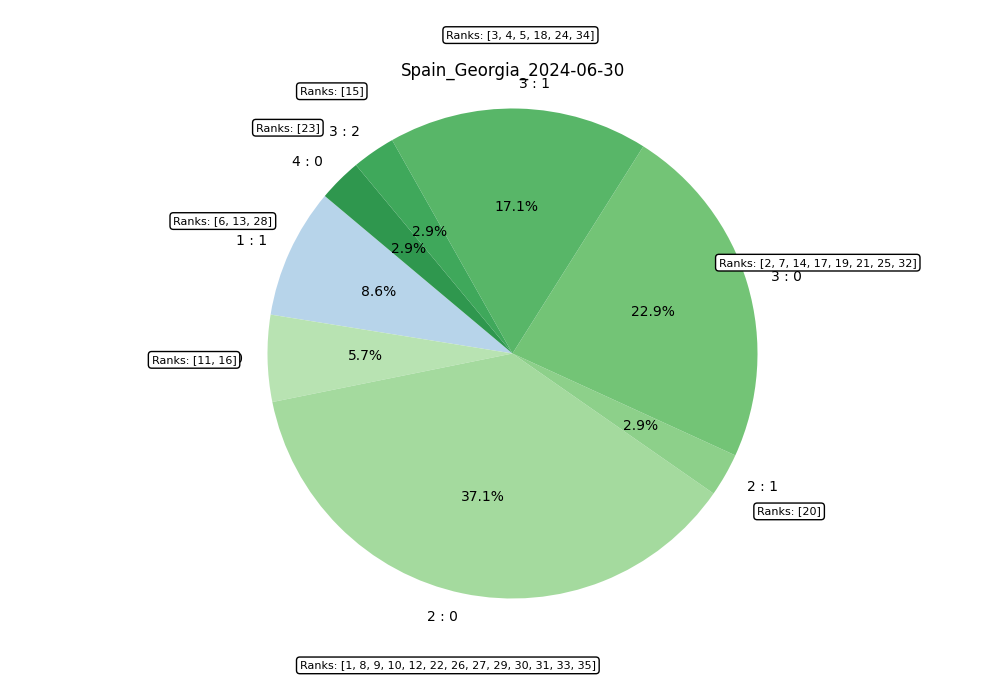 Ranks: [3, 4, 5, 18, 24, 34]
Spain_Georgia_2024-06-30
3 : 1
Ranks: [15]
Ranks: [23]
3 : 2
4 : 0
17.1%
Ranks: [6, 13, 28]
2.9%
1 : 1
2.9%
Ranks: [2, 7, 14, 17, 19, 21, 25, 32]
3 : 0
8.6%
22.9%
5.7%
Ranks: [11, 16]
2.9%
2 : 1
37.1%
Ranks: [20]
2 : 0
Ranks: [1, 8, 9, 10, 12, 22, 26, 27, 29, 30, 31, 33, 35]